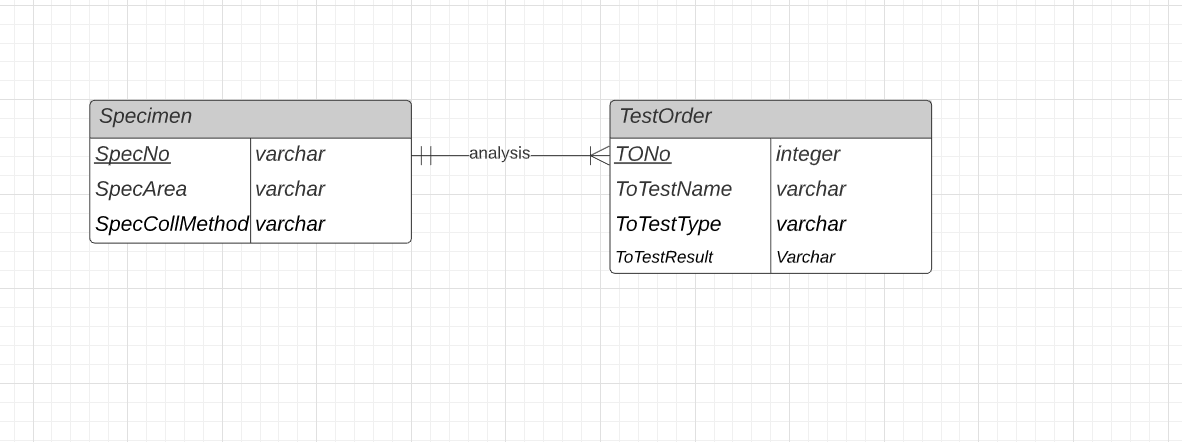 Specimen
SpecNo varchar
SpecArea varchar
SpecCollMethod varchar
analysis
TestOrder
TONo integer
ToTestName varchar
ToTestType varchar
ToTestResult Varchar